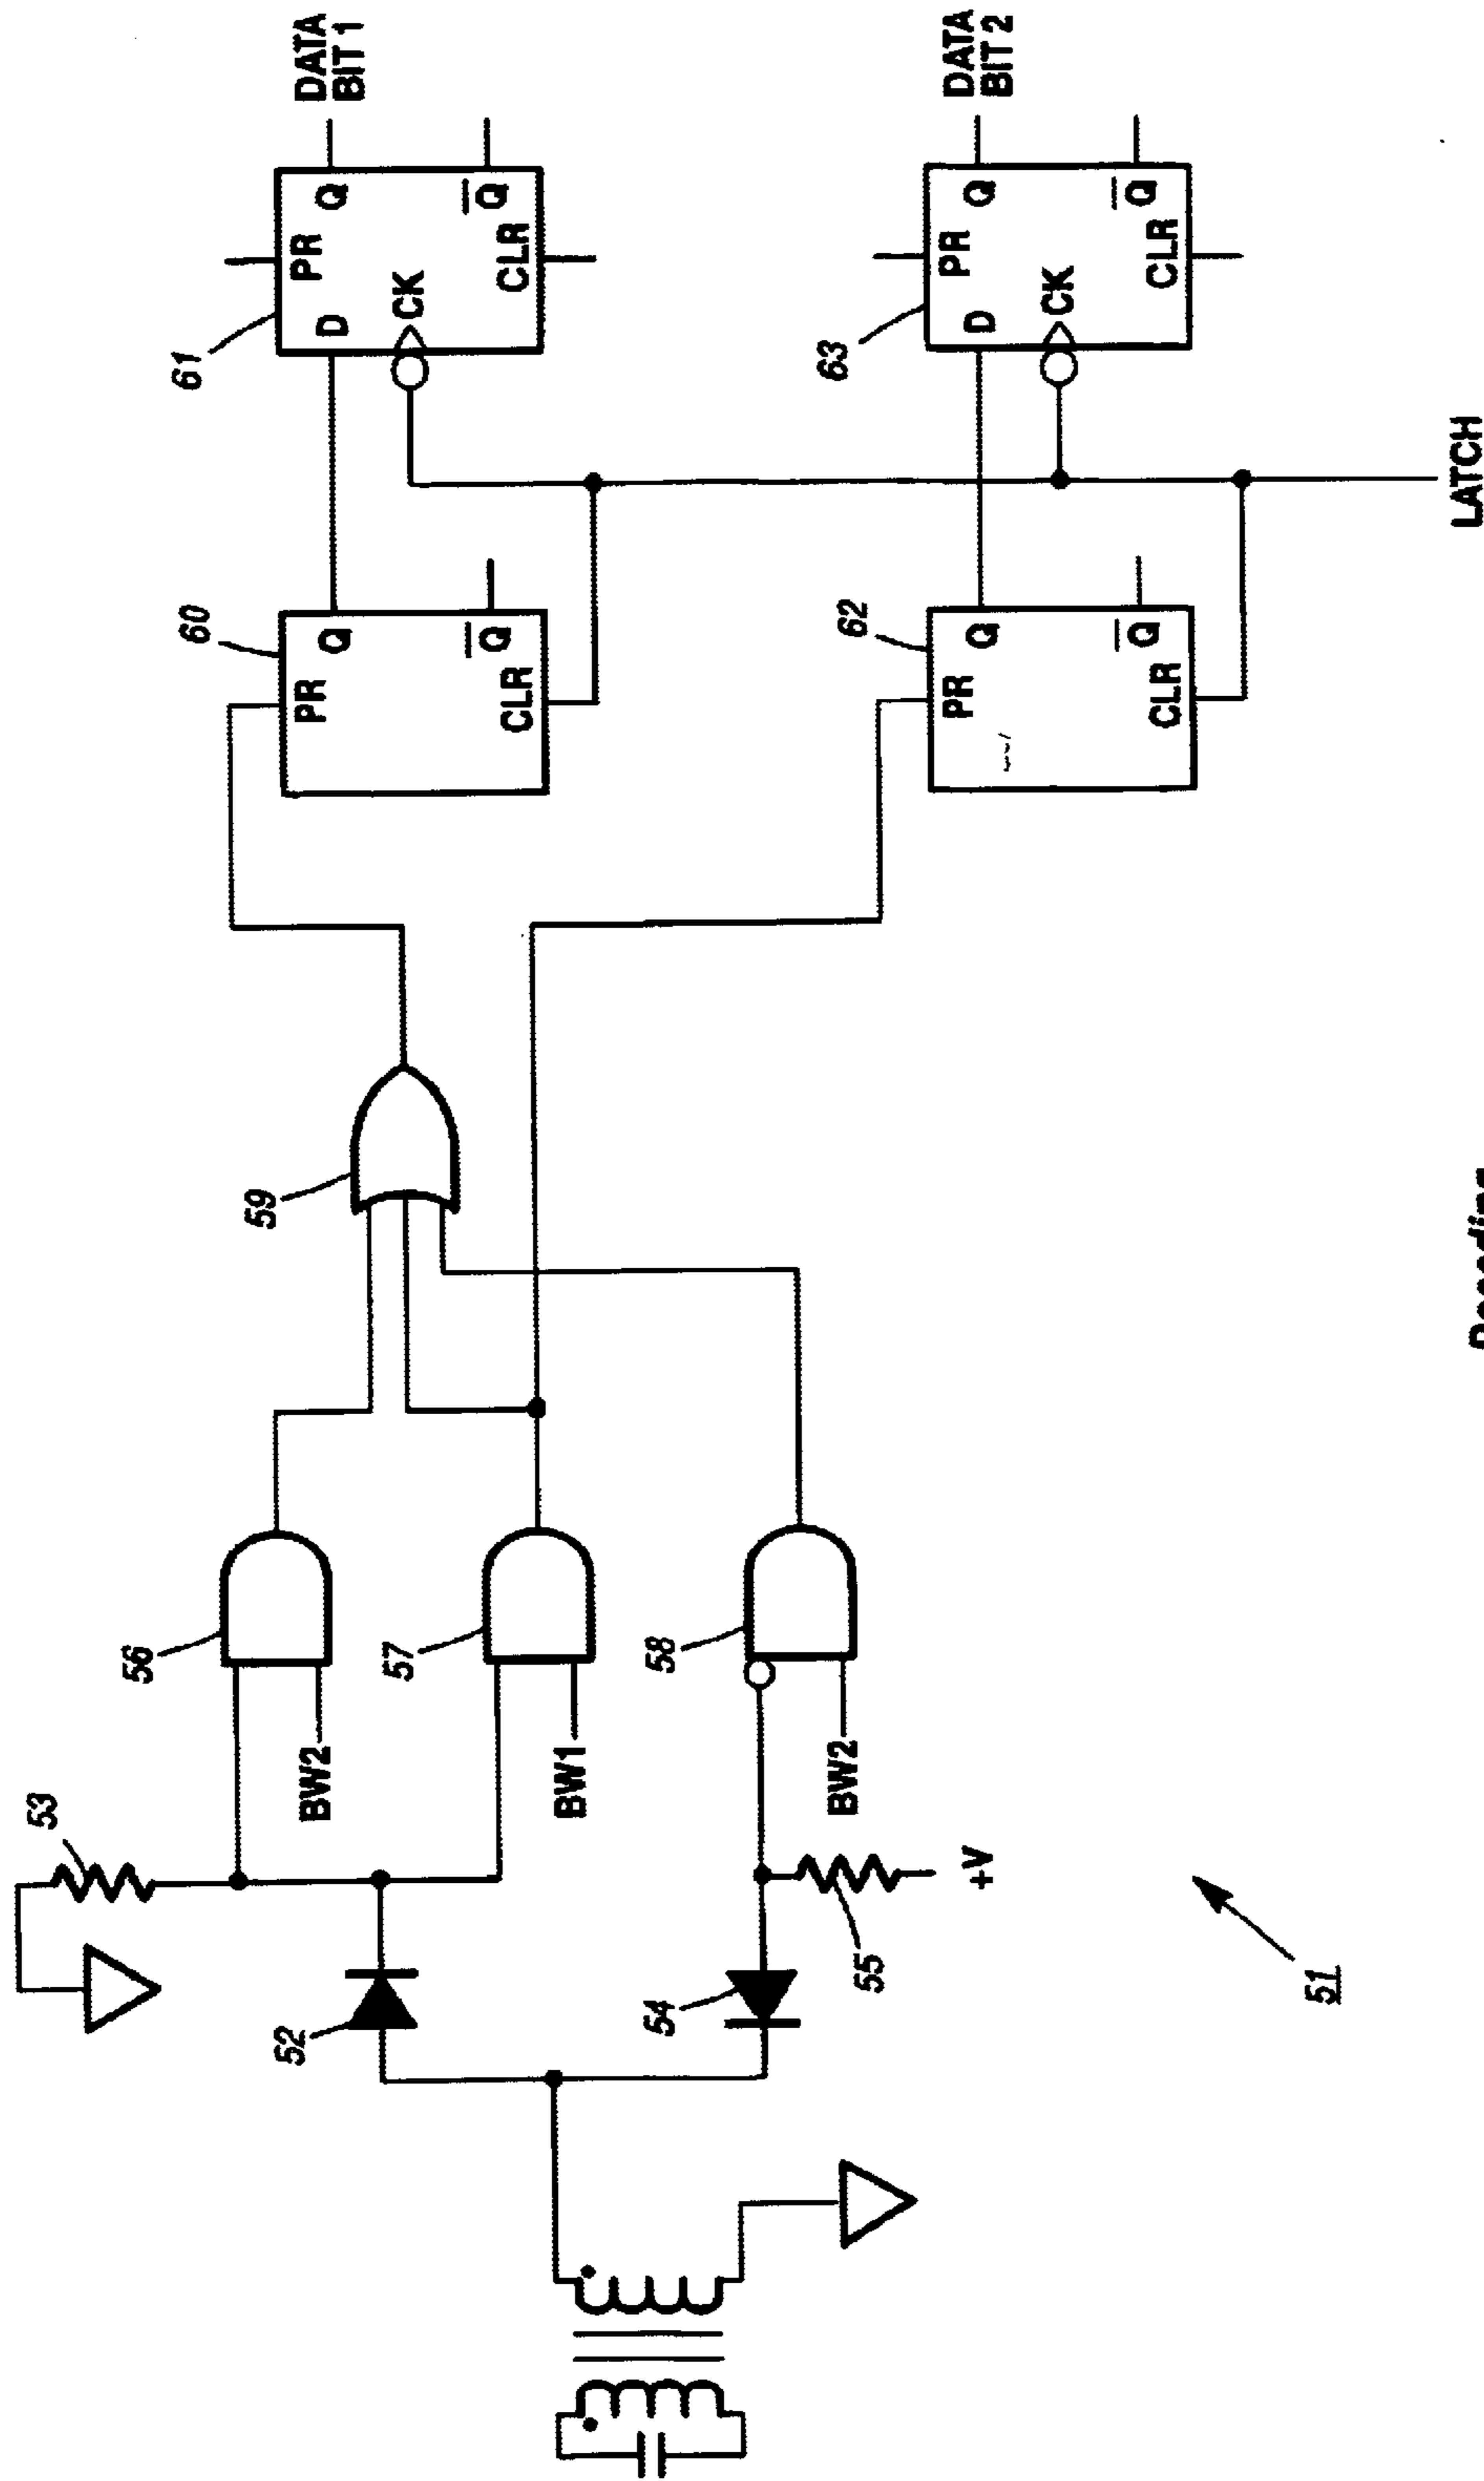 53
52
54
55
+V
51
56
57
58
BW2
BW1
BW2
59
60
PR
Q
Q
CLR
62
PR
Q
Q
CLR
61
D
PR
Q
CK
Q
CLR
DATA
BIT 1
63
D
PR
Q
CK
Q
CLR
DATA
BIT 2
LATCH